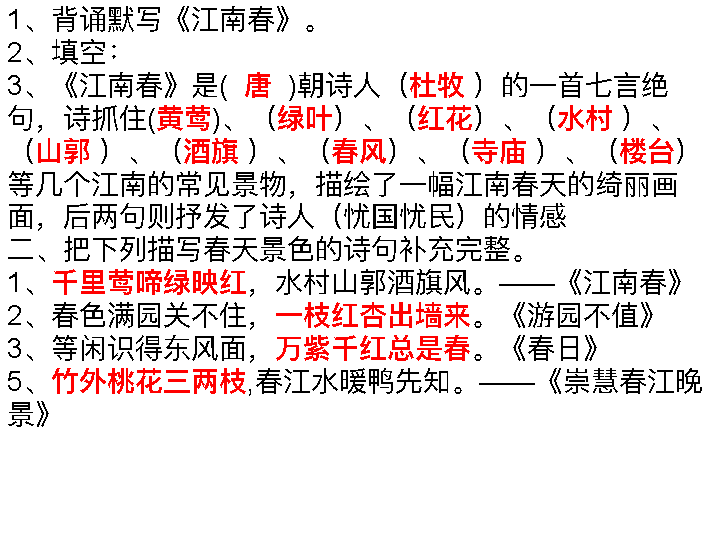 1、背诵默写《江南春》。
2、填空：
3、《江南春》是( 唐 )朝诗人（杜牧 ）的一首七言绝
句，诗抓住(黄莺)、（绿叶）、（红花）、（水村 ）、
（山郭 ）、（酒旗 ）、（春风）、（寺庙 ）、（楼台）
等几个江南的常见景物，描绘了一幅江南春天的绮丽画
面，后两句则抒发了诗人（忧国忧民）的情感
二、把下列描写春天景色的诗句补充完整。
1、千里莺啼绿映红，水村山郭酒旗风。——《江南春》
2、春色满园关不住，一枝红杏出墙来。《游园不值》
3、等闲识得东风面，万紫千红总是春。《春日》
5、竹外桃花三两枝,春江水暖鸭先知。——《崇慧春江晚
景》